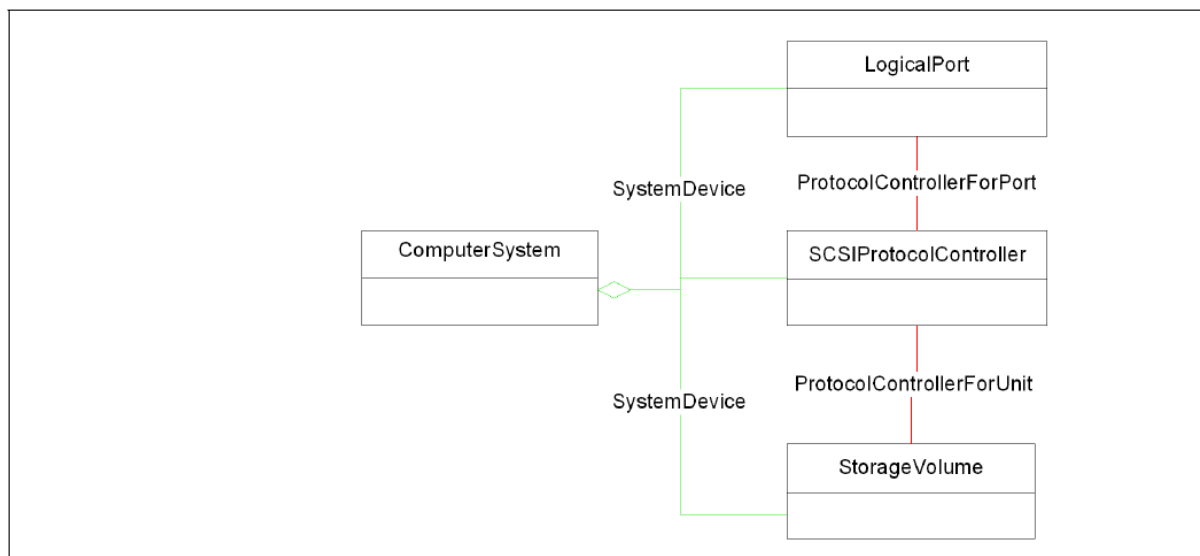 LogicalPort
SystemDevice
ProtocolControllerForPort
ComputerSystem
SCSIProtocolController
SystemDevice
ProtocolControllerForUnit
StorageVolume